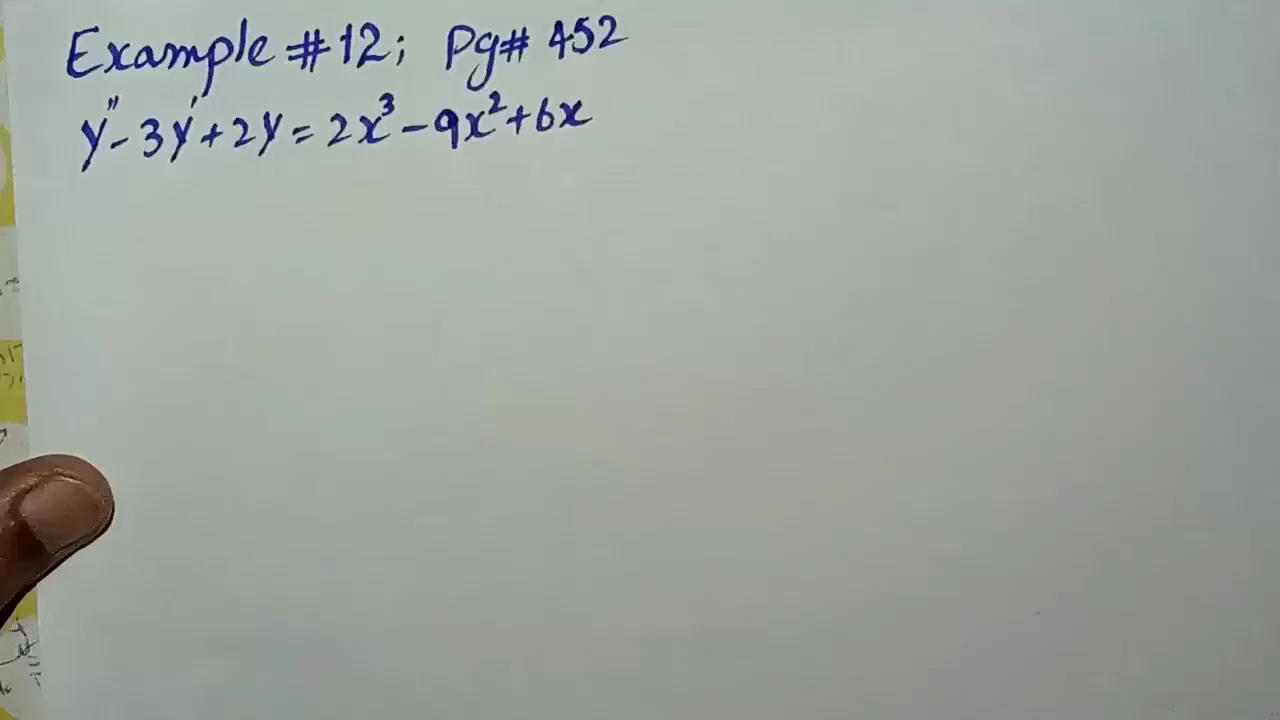 Example #12; Pg# 452
y'' - 3y' + 2y = 2x³ - 9x² + 6x